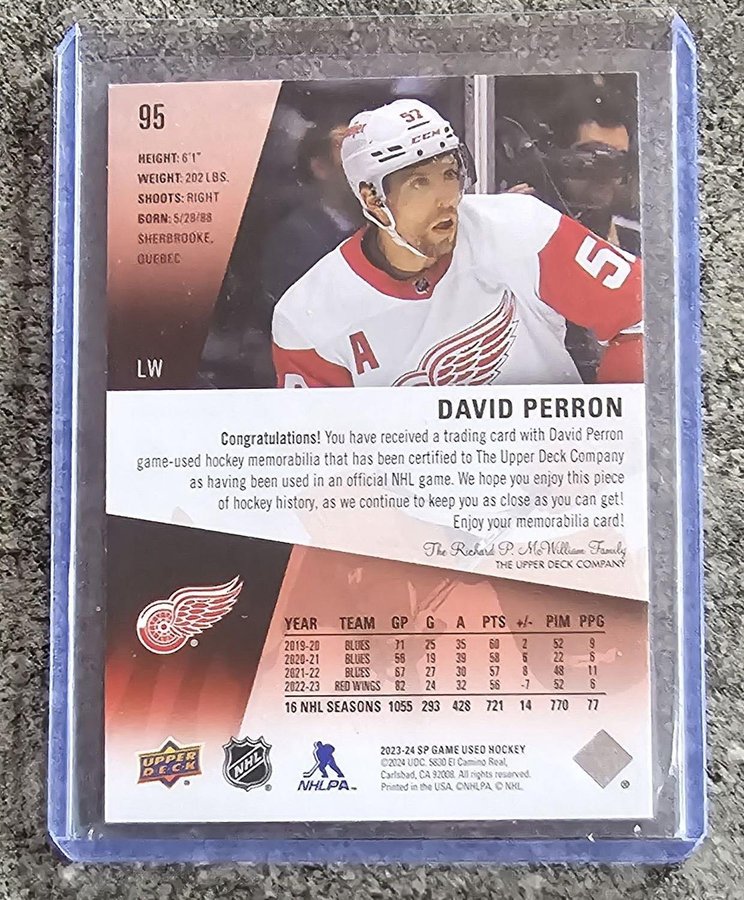 95
HEIGHT: 6'1"
WEIGHT: 202 LBS.
SHOOTS: RIGHT
BORN: 5/28/88
SHERBROOKE,
QUEBEC
52
CCM
52
A
LW
DAVID PERRON
Congratulations! You have received a trading card with David Perron
game-used hockey memorabilia that has been certified to The Upper Deck Company
as having been used in an official NHL game. We hope you enjoy this piece
of hockey history, as we continue to keep you as close as you can get!
Enjoy your memorabilia card!
The Richard P. McWilliam Family
THE UPPER DECK COMPANY
YEAR TEAM GP G A PTS +/- PIM PPG
2019-20 BLUES 71 25 35 60 2 52 9
2020-21 BLUES 56 19 39 58 6 22 6
2021-22 BLUES 67 27 30 57 8 48 11
2022-23 RED WINGS 82 24 32 56 -7 52 6
16 NHL SEASONS 1055 293 428 721 14 770 77
UPPER DECK
NHL
NHLPA
2023-24 SP GAME USED HOCKEY
©2024 UDC. 5830 El Camino Real,
Carlsbad, CA 92008. All rights reserved.
Printed in the USA. ©NHLPA. © NHL.